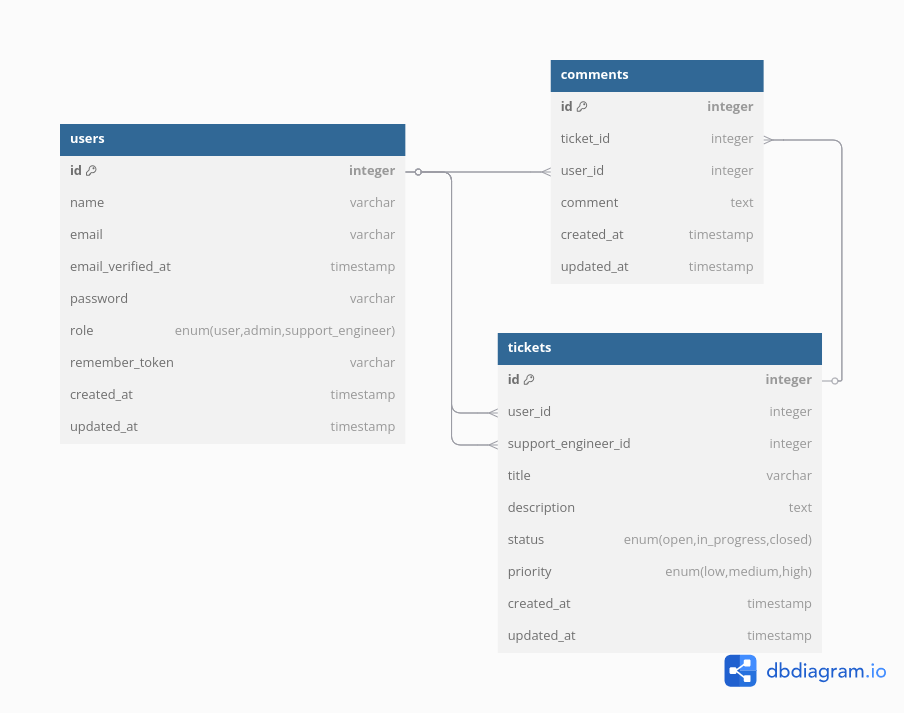 users
id integer
name varchar
email varchar
email_verified_at timestamp
password varchar
role enum(user,admin,support_engineer)
remember_token varchar
created_at timestamp
updated_at timestamp
comments
id integer
ticket_id integer
user_id integer
comment text
created_at timestamp
updated_at timestamp
tickets
id integer
user_id integer
support_engineer_id integer
title varchar
description text
status enum(open,in_progress,closed)
priority enum(low,medium,high)
created_at timestamp
updated_at timestamp
dbdiagram.io